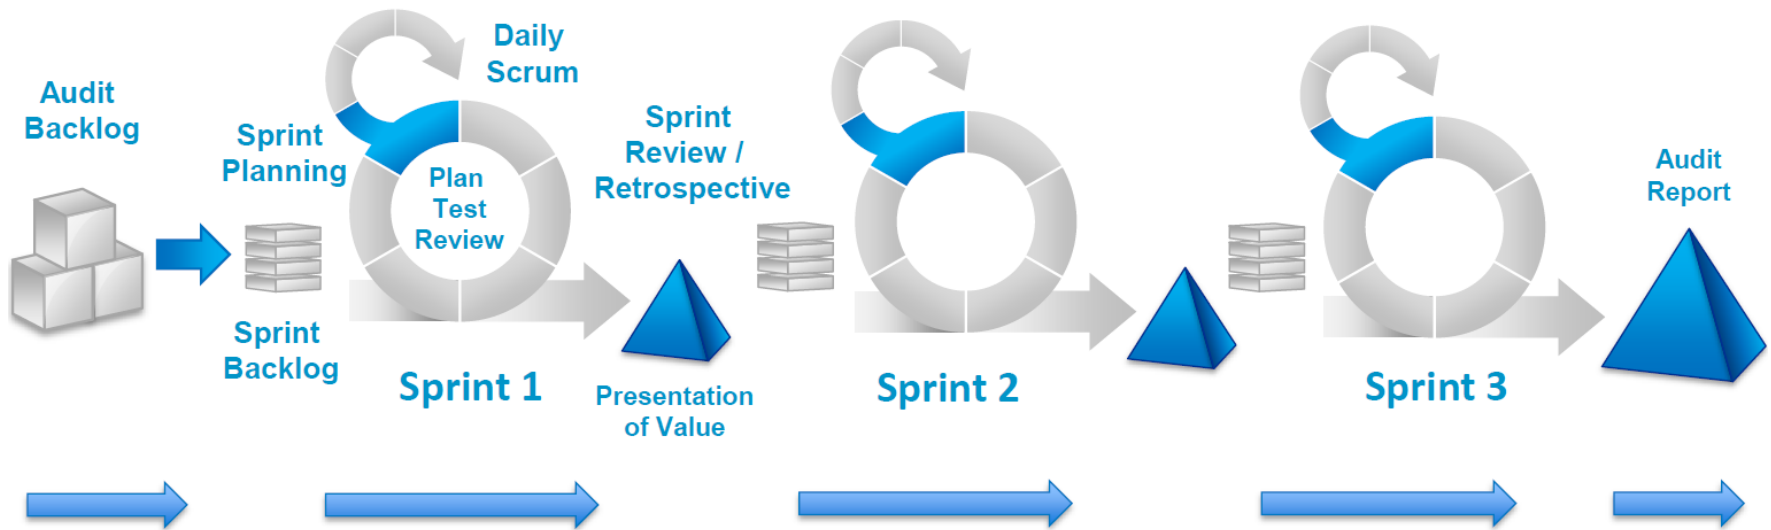 Audit
Backlog
Sprint
Planning
Sprint
Backlog
Daily
Scrum
Plan
Test
Review
Sprint 1
Sprint
Review /
Retrospective
Presentation
of Value
Sprint 2
Sprint 3
Audit
Report